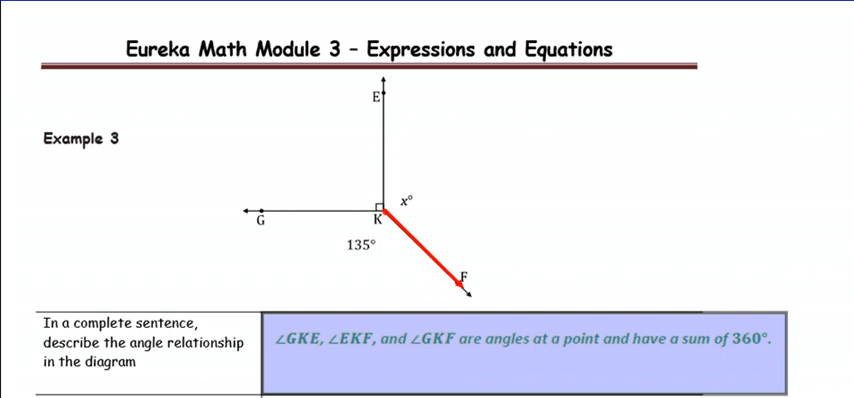 Eureka Math Module 3 – Expressions and Equations
E
Example 3
x°
G
K
135°
F
In a complete sentence,
describe the angle relationship
in the diagram
∠GKE, ∠EKF, and ∠GKF are angles at a point and have a sum of 360°.